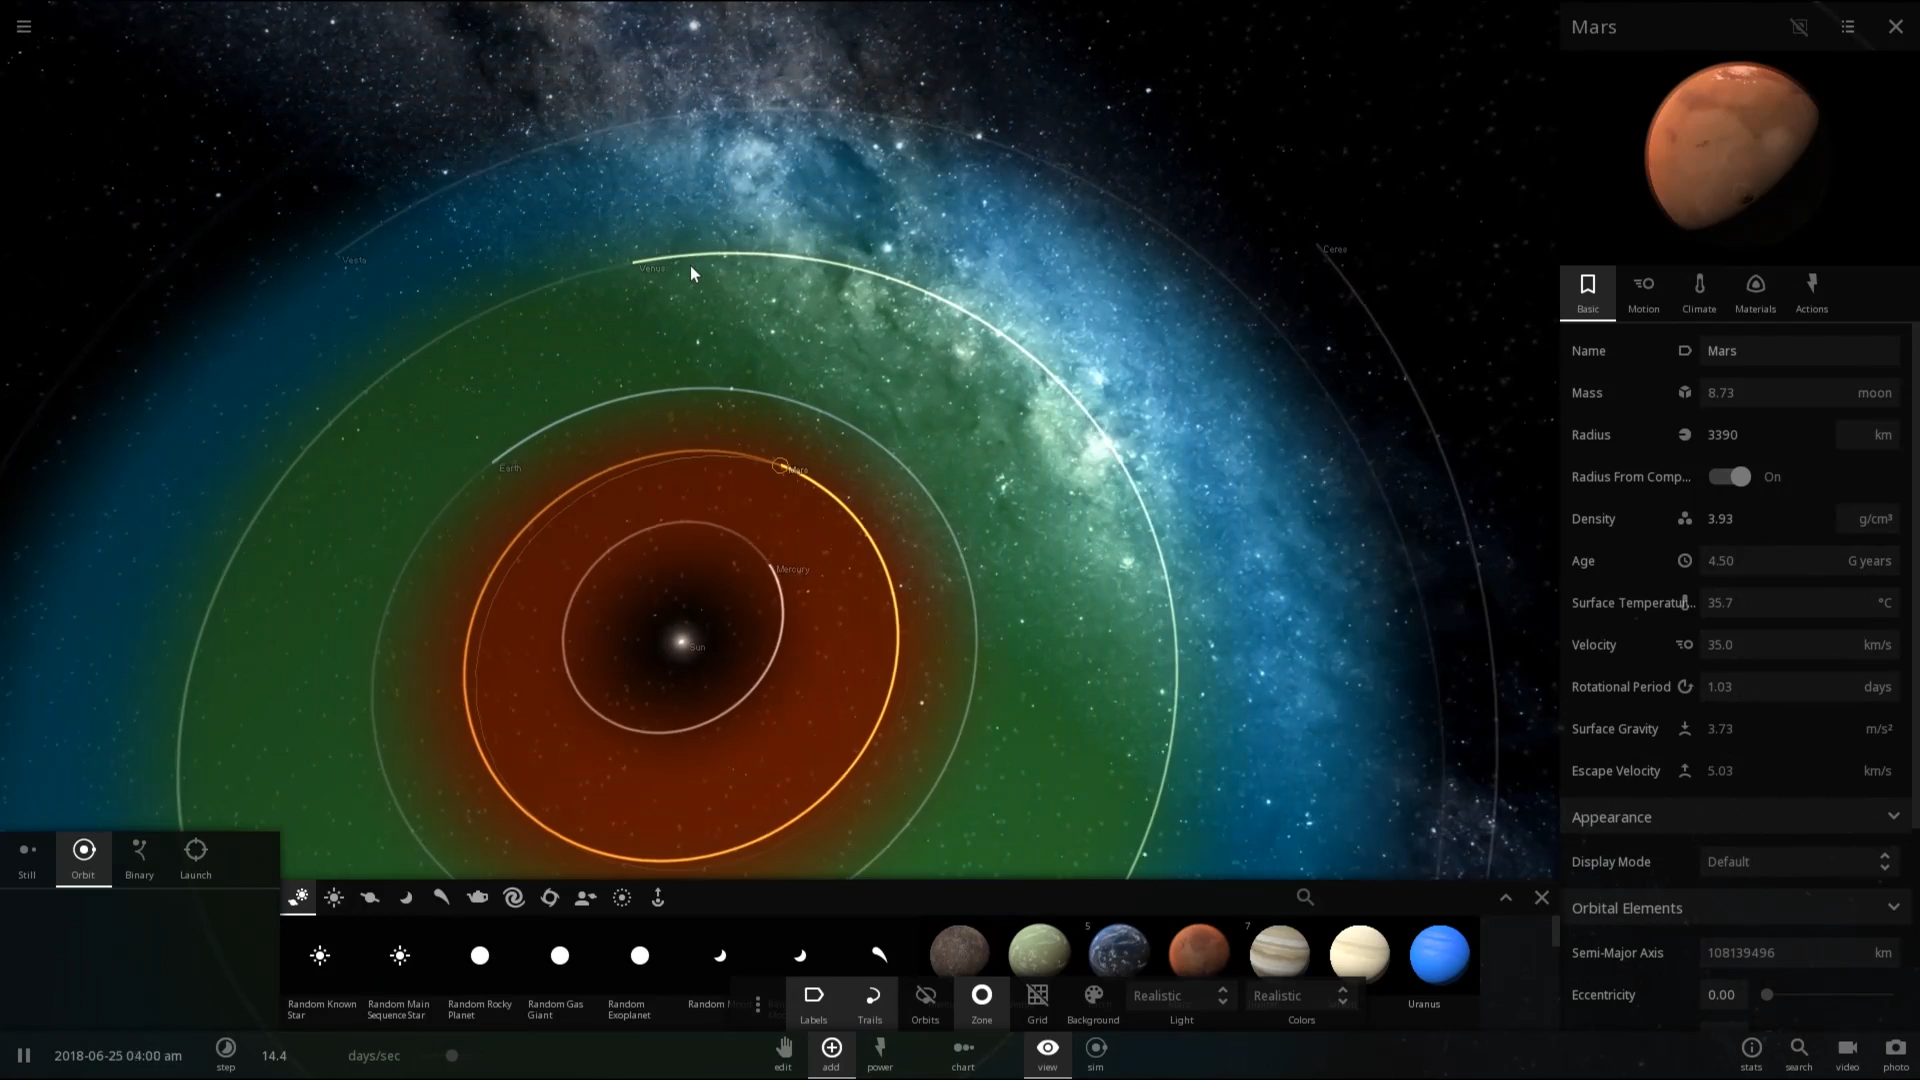 Mars
Vests
Venus
Ceres
Basic
Motion
Climate
Materials
Actions
Name
Mars
Mass
8.73
moon
Mars
Radius
3390
km
Earth
Radius From Comp...
On
Density
3.93
g/cm³
Age
4.50
G years
Mercury
Surface Temperatur...
35.7
°C
Sun
Velocity
35.0
km/s
Rotational Period
1.03
days
Surface Gravity
3.73
m/s²
Escape Velocity
5.03
km/s
Appearance
Display Mode
Default
Still
Orbit
Binary
Launch
Orbital Elements
5
7
Semi-Major Axis
108139496
km
Eccentricity
0.00
Random Known
Star
Random Main
Sequence Star
Random Rocky
Planet
Random Gas
Giant
Random
Exoplanet
Random
Uranus
Realistic
Realistic
Labels
Trails
Orbits
Zone
Grid
Background
Light
Colors
2018-06-25 04:00 am
step
14.4
days/sec
edit
add
power
chart
view
sim
stats
search
video
photo